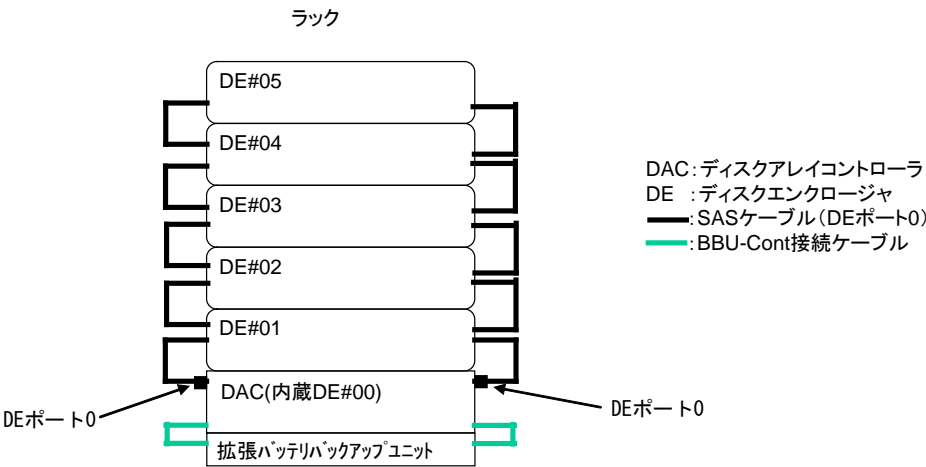 ラック
DE#05
DE#04
DE#03
DE#02
DE#01
DAC(内蔵DE#00)
拡張ﾊﾞｯﾃﾘﾊﾞｯｸｱｯﾌﾟﾕﾆｯﾄ
DEポート0
DEポート0
DAC:ディスクアレイコントローラ
DE :ディスクエンクロージャ
:SASケーブル(DEポート0)
:BBU-Cont接続ケーブル